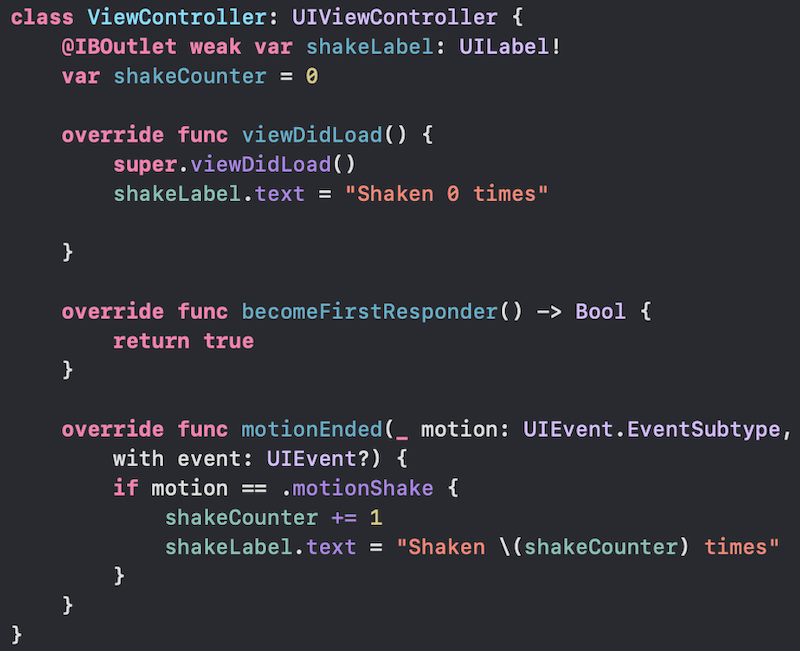 class ViewController: UIViewController {
    @IBOutlet weak var shakeLabel: UILabel!
    var shakeCounter = 0

    override func viewDidLoad() {
        super.viewDidLoad()
        shakeLabel.text = "Shaken 0 times"

    }

    override func becomeFirstResponder() -> Bool {
        return true
    }

    override func motionEnded(_ motion: UIEvent.EventSubtype,
        with event: UIEvent?) {
        if motion == .motionShake {
            shakeCounter += 1
            shakeLabel.text = "Shaken \(shakeCounter) times"
        }
    }
}